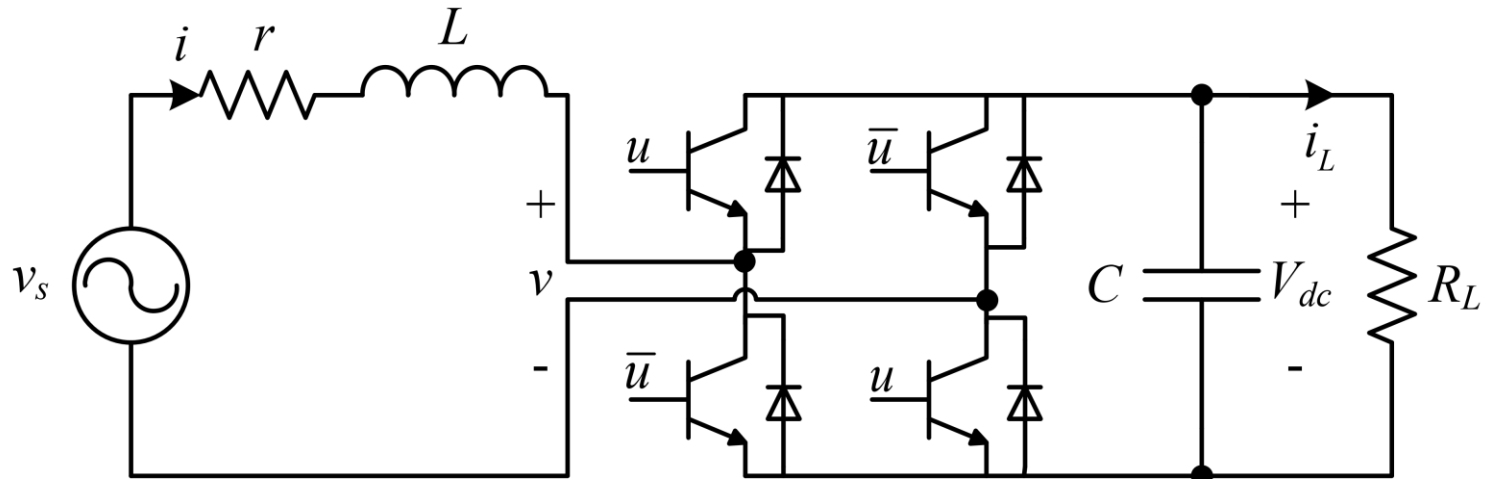 i r L
u u̅
i_L
+ +
v_s v C V_dc R_L
- -
u̅ u